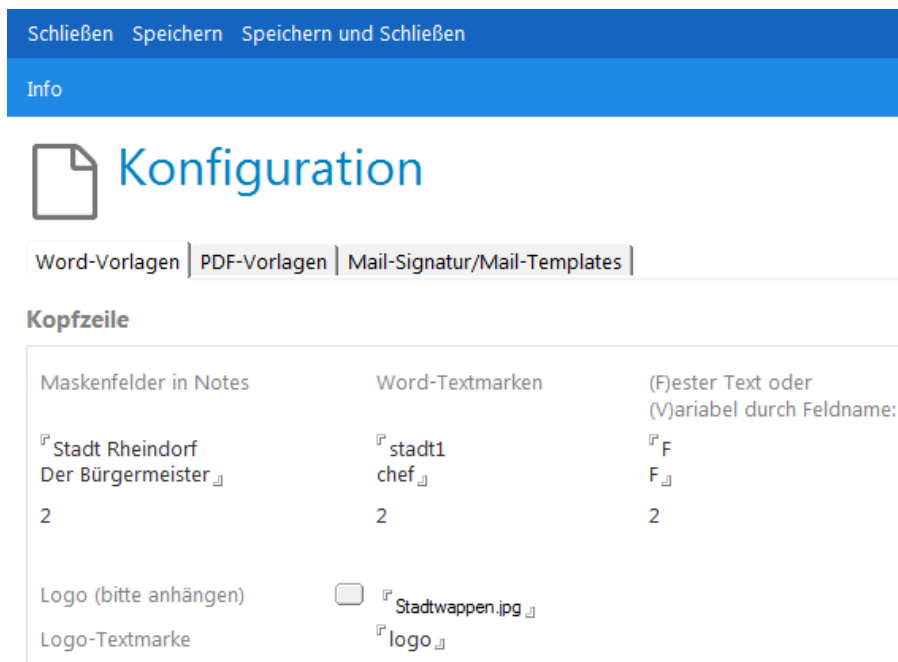 Schließen Speichern Speichern und Schließen
Info
Konfiguration
Word-Vorlagen PDF-Vorlagen Mail-Signatur/Mail-Templates
Kopfzeile
Maskenfelder in Notes Word-Textmarken (F)ester Text oder
(V)ariabel durch Feldname:
Stadt Rheindorf stadt1 F
Der Bürgermeister chef F
2 2 2
Logo (bitte anhängen) Stadtwappen.jpg
Logo-Textmarke logo